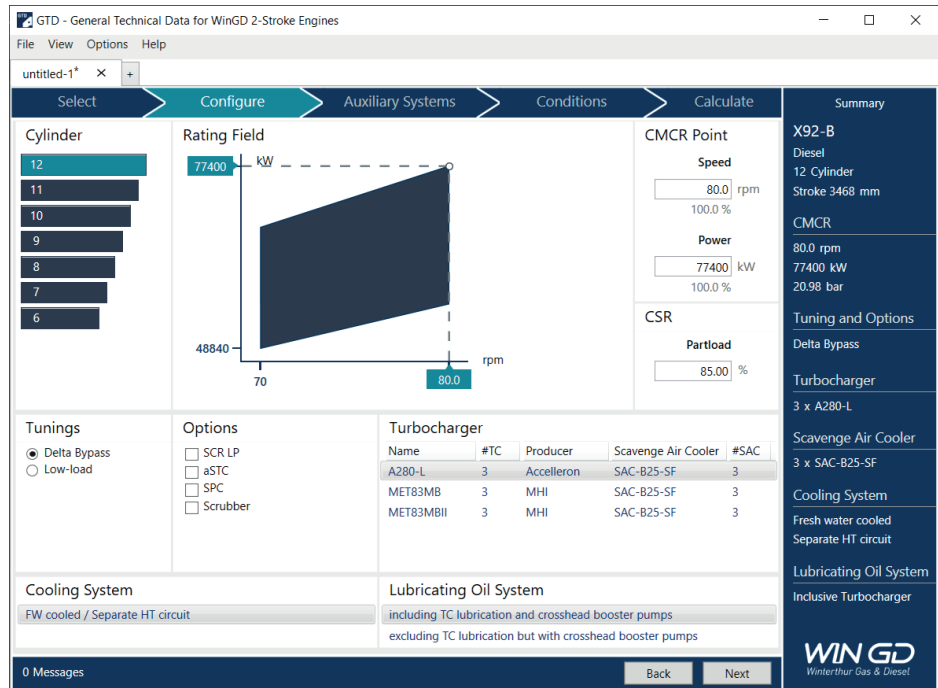 GTD - General Technical Data for WinGD 2-Stroke Engines
File View Options Help
untitled-1* × +
Select Configure Auxiliary Systems Conditions Calculate
Cylinder
12
11
10
9
8
7
6
Rating Field
77400 kW
48840
70 80.0 rpm
CMCR Point
Speed
80.0 rpm
100.0 %
Power
77400 kW
100.0 %
CSR
Partload
85.00 %
Tunings
Delta Bypass
Low-load
Options
SCR LP
aSTC
SPC
Scrubber
Turbocharger
Name #TC Producer Scavenge Air Cooler #SAC
A280-L 3 Accelleron SAC-B25-SF 3
MET83MB 3 MHI SAC-B25-SF 3
MET83MBII 3 MHI SAC-B25-SF 3
Cooling System
FW cooled / Separate HT circuit
Lubricating Oil System
including TC lubrication and crosshead booster pumps
excluding TC lubrication but with crosshead booster pumps
Summary
X92-B
Diesel
12 Cylinder
Stroke 3468 mm
CMCR
80.0 rpm
77400 kW
20.98 bar
Tuning and Options
Delta Bypass
Turbocharger
3 x A280-L
Scavenge Air Cooler
3 x SAC-B25-SF
Cooling System
Fresh water cooled
Separate HT circuit
Lubricating Oil System
Inclusive Turbocharger
WIN GD
Winterthur Gas & Diesel
0 Messages
Back Next